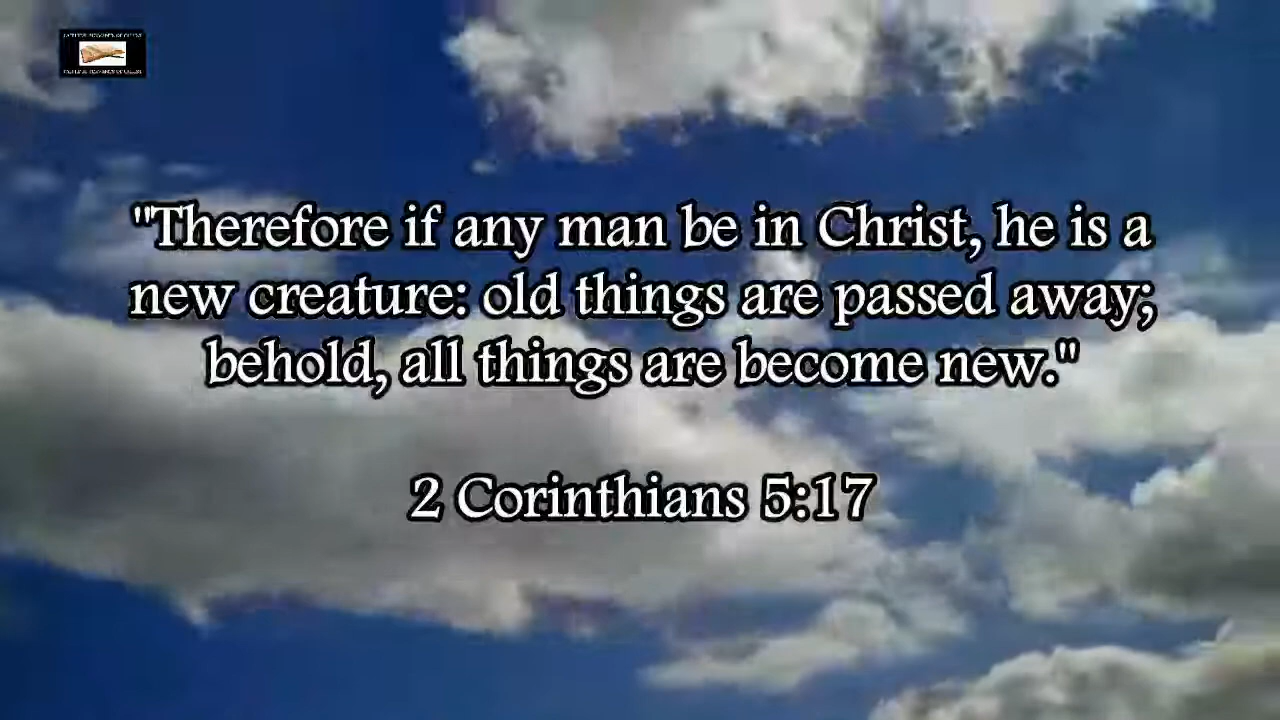 "Therefore if any man be in Christ, he is a
new creature: old things are passed away;
behold, all things are become new."
2 Corinthians 5:17